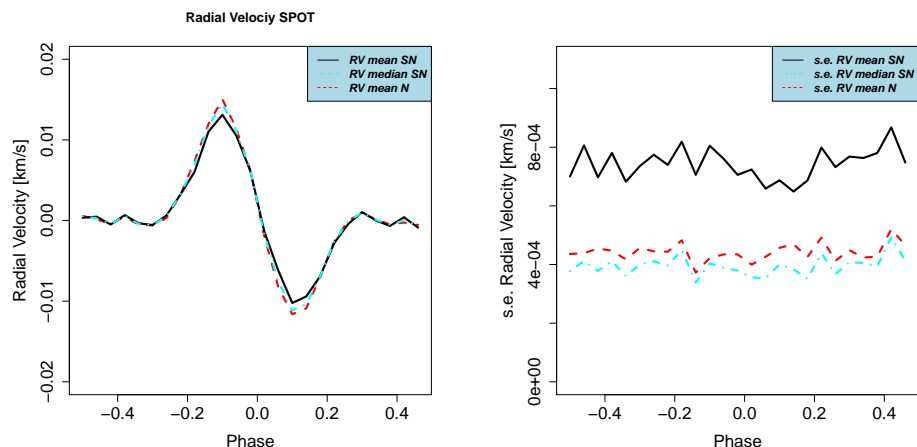 Radial Velociy SPOT
RV mean SN
RV median SN
RV mean N
0.02
0.01
0.00
−0.01
−0.02
Radial Velocity [km/s]
−0.4
−0.2
0.0
0.2
0.4
Phase
s.e. RV mean SN
s.e. RV median SN
s.e. RV mean N
8e−04
4e−04
0e+00
s.e. Radial Velocity [km/s]
−0.4
−0.2
0.0
0.2
0.4
Phase